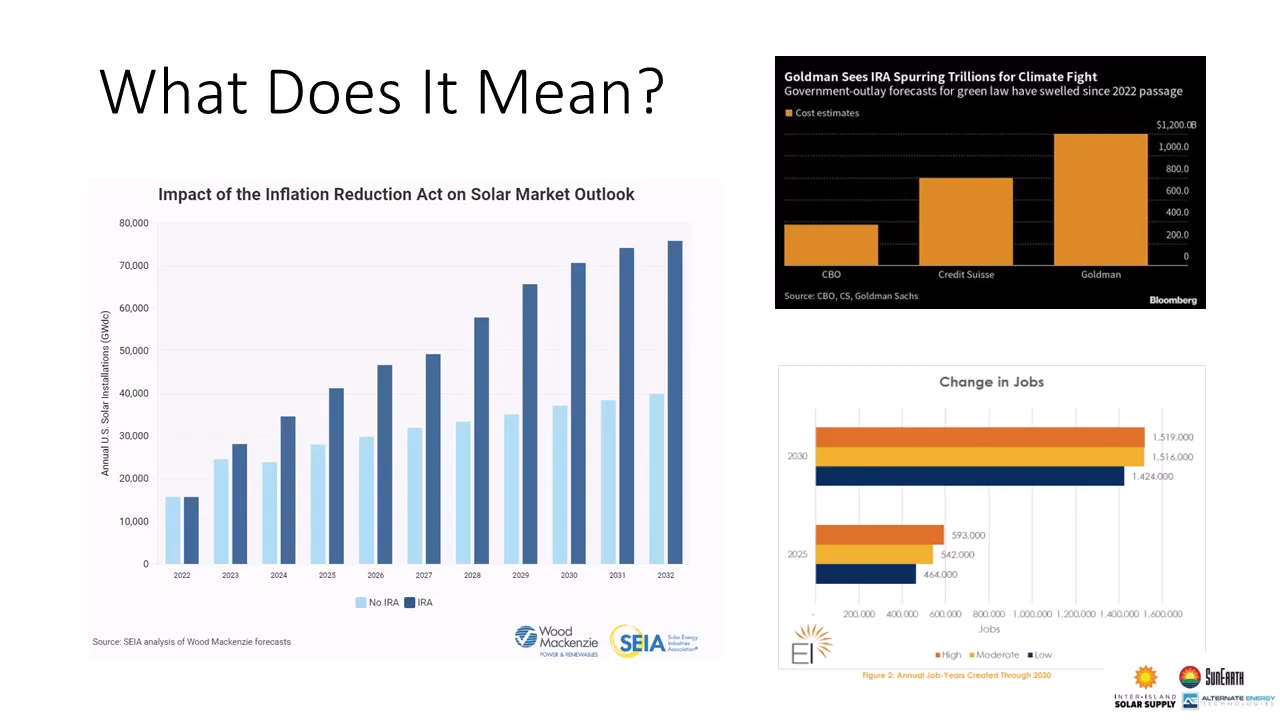 What Does It Mean?
Impact of the Inflation Reduction Act on Solar Market Outlook
Annual U.S. Solar Installations (GWdc)
80,000
70,000
60,000
50,000
40,000
30,000
20,000
10,000
0
2022 2023 2024 2025 2026 2027 2028 2029 2030 2031 2032
No IRA IRA
Source: SEIA analysis of Wood Mackenzie forecasts
Wood
Mackenzie
POWER & RENEWABLES
SEIA
Solar Energy
Industries
Association®
Goldman Sees IRA Spurring Trillions for Climate Fight
Government-outlay forecasts for green law have swelled since 2022 passage
Cost estimates
$1,200.0B
1,000.0
800.0
600.0
400.0
200.0
0
CBO Credit Suisse Goldman
Source: CBO, CS, Goldman Sachs
Bloomberg
Change in Jobs
2030
1,519,000
1,516,000
1,424,000
2025
593,000
542,000
464,000
- 200,000 400,000 600,000 800,000 1,000,000 1,200,000 1,400,000 1,600,000
Jobs
EI
High Moderate Low
Figure 2: Annual Job-Years Created Through 2030
INTER-ISLAND
SOLAR SUPPLY
SUNEARTH
ALTERNATE ENERGY
TECHNOLOGIES